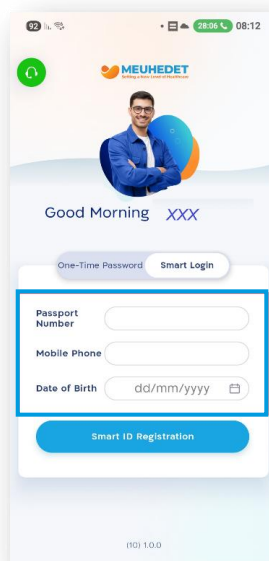 92 28:06 08:12
MEUHEDET
Setting a New Level of Healthcare
Good Morning XXX
One-Time Password Smart Login
Passport
Number
Mobile Phone
Date of Birth dd/mm/yyyy
Smart ID Registration
(10) 1.0.0